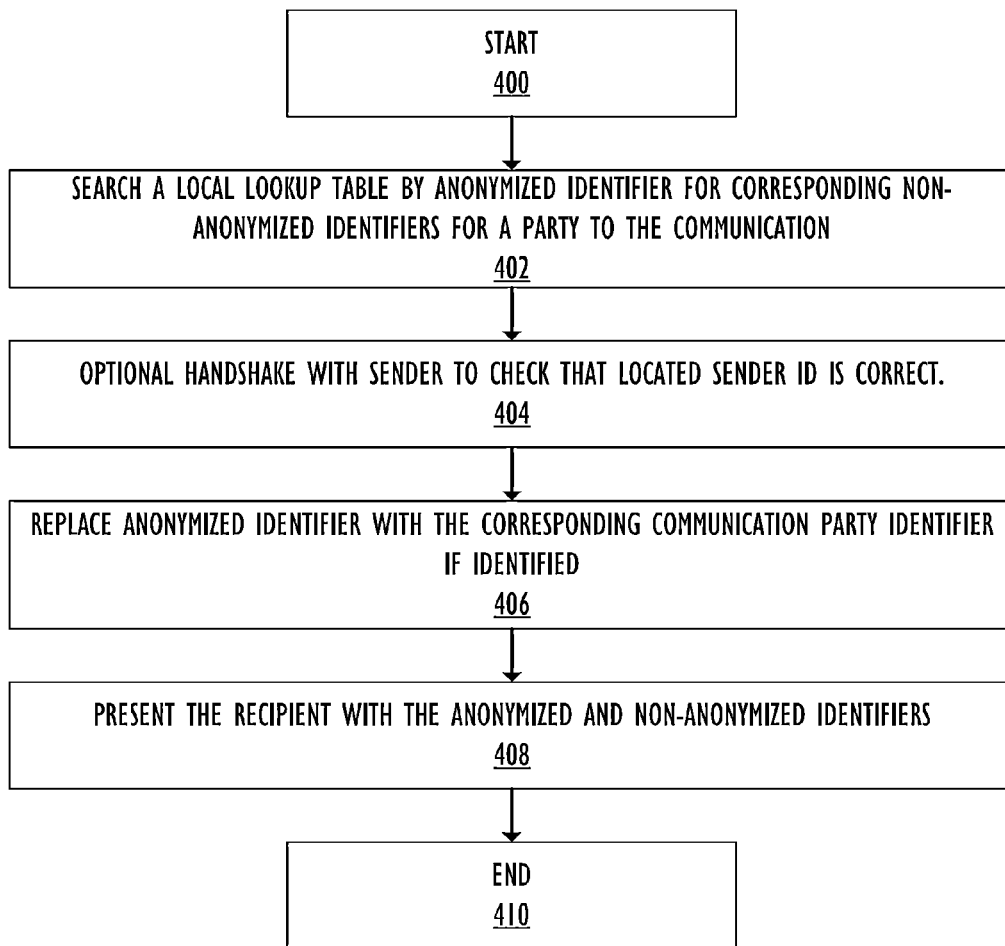 START
400
SEARCH A LOCAL LOOKUP TABLE BY ANONYMIZED IDENTIFIER FOR CORRESPONDING NON-
ANONYMIZED IDENTIFIERS FOR A PARTY TO THE COMMUNICATION
402
OPTIONAL HANDSHAKE WITH SENDER TO CHECK THAT LOCATED SENDER ID IS CORRECT.
404
REPLACE ANONYMIZED IDENTIFIER WITH THE CORRESPONDING COMMUNICATION PARTY IDENTIFIER
IF IDENTIFIED
406
PRESENT THE RECIPIENT WITH THE ANONYMIZED AND NON-ANONYMIZED IDENTIFIERS
408
END
410